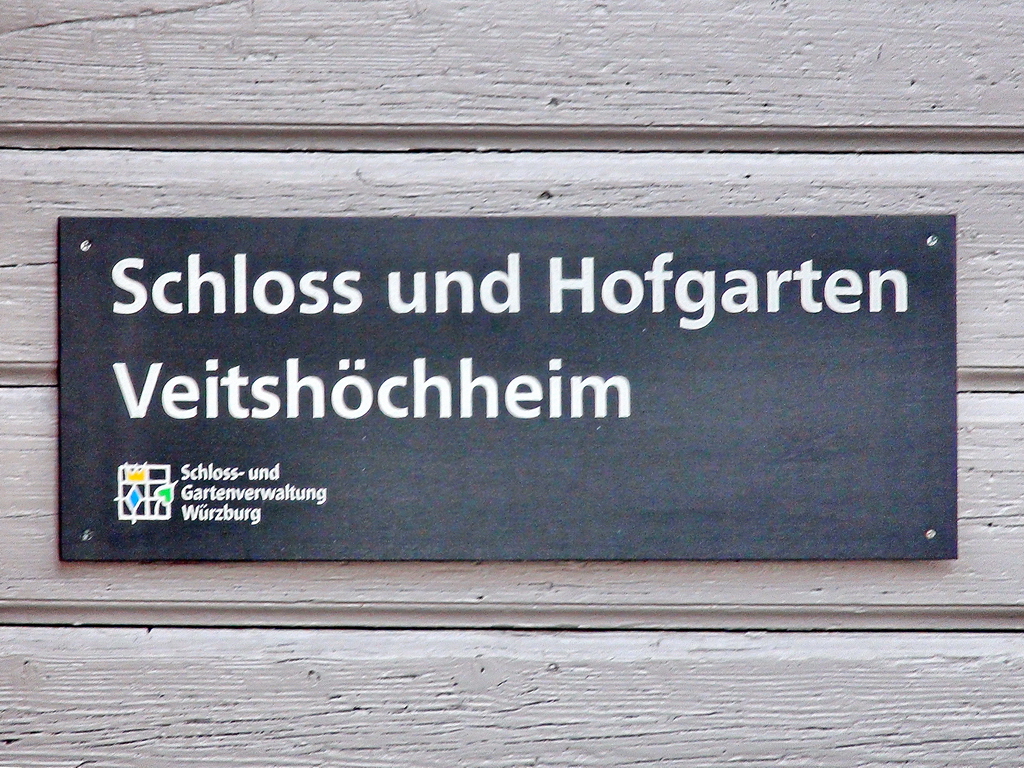 Schloss und Hofgarten
Veitshöchheim
Schloss- und
Gartenverwaltung
Würzburg